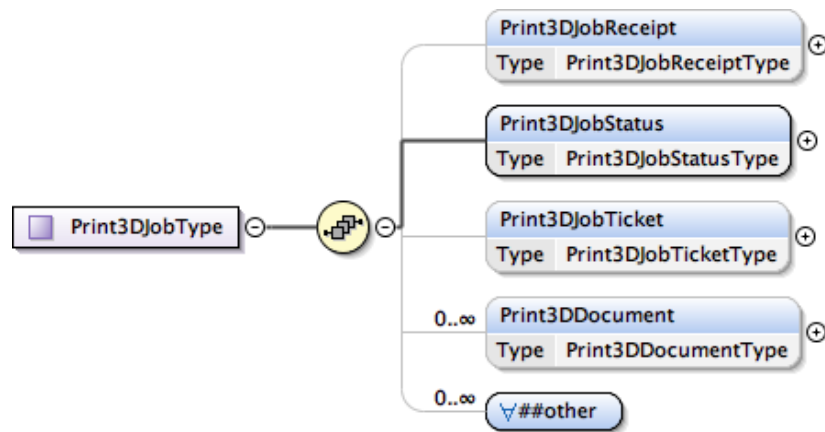 Print3DJobReceipt
Type Print3DJobReceiptType
Print3DJobStatus
Type Print3DJobStatusType
Print3DJobType
Print3DJobTicket
Type Print3DJobTicketType
0..∞
Print3DDocument
Type Print3DDocumentType
0..∞
∀##other